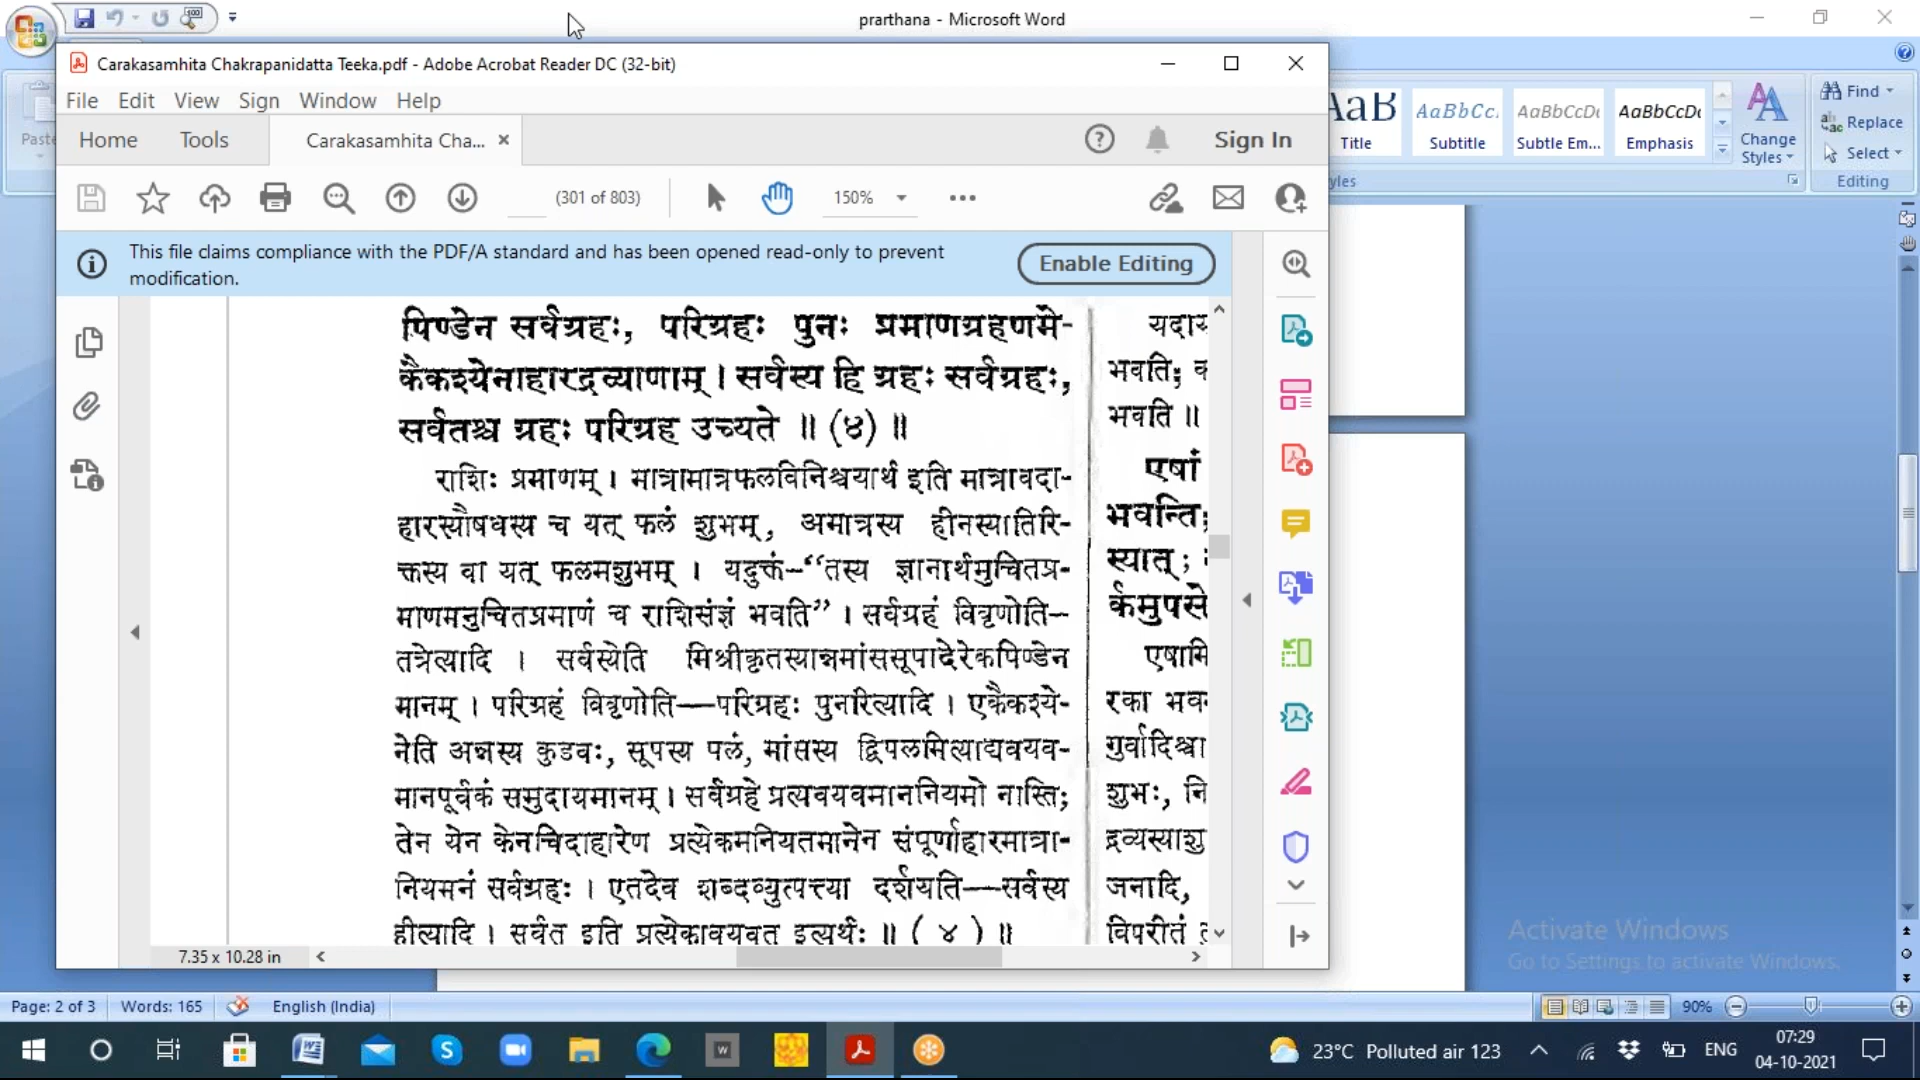 prarthana - Microsoft Word
Carakasamhita Chakrapanidatta Teeka.pdf - Adobe Acrobat Reader DC (32-bit)
File Edit View Sign Window Help
Home Tools Carakasamhita Cha... × Sign In
(301 of 803) 150%
This file claims compliance with the PDF/A standard and has been opened read-only to prevent
modification.
Enable Editing
Paste
AaB AaBbCc. AaBbCcDc AaBbCcDc
Title Subtitle Subtle Em... Emphasis
Change
Styles
Find
Replace
Select
Editing
yles
पिण्डेन सर्वग्रहः, परिग्रहः पुनः प्रमाणग्रहणमे-
कैकश्येनाहारद्रव्याणाम् । सर्वस्य हि ग्रहः सर्वग्रहः,
सर्वतश्च ग्रहः परिग्रह उच्यते ॥ (४) ॥
राशिः प्रमाणम् । मात्रामात्रफलविनिश्चयार्थ इति मात्रावदा-
हारस्यौषधस्य च यत् फलं शुभम्, अमात्रस्य हीनस्यातिरि-
क्तस्य वा यत् फलमशुभम् । यदुक्तं–“तस्य ज्ञानार्थमुचितप्र-
माणमनुचितप्रमाणं च राशिसंज्ञं भवति” । सर्वग्रहं विवृणोति–
तत्रेत्यादि । सर्वस्येति मिश्रीकृतस्यान्नमांससूपादेरेकपिण्डेन
मानम् । परिग्रहं विवृणोति—परिग्रहः पुनरित्यादि । एकैकश्ये-
नेति अन्नस्य कुडवः, सूपस्य पलं, मांसस्य द्विपलमित्याद्यवयव-
मानपूर्वकं समुदायमानम् । सर्वग्रहे प्रत्यवयवमाननियमो नास्ति;
तेन येन केनचिदाहारेण प्रत्येकमनियतमानेन संपूर्णाहारमात्रा-
नियमनं सर्वग्रहः । एतदेव शब्दव्युत्पत्त्या दर्शयति—सर्वस्य
हीत्यादि । सर्वत इति प्रत्येकावयवत इत्यर्थः ॥ ( ४ ) ॥
भवति;
भवति ॥
एषां
भवन्ति;
स्यात् ;
र्कमुपसे
एषामि
रका भव
गुर्वादिश्चा
शुभः, नि
द्रव्यस्याशु
जनादि,
विपरीतं
7.35 x 10.28 in
Activate Windows
Go to Settings to activate Windows.
Page: 2 of 3 Words: 165 English (India) 90%
23°C Polluted air 123 ENG
07:29
04-10-2021